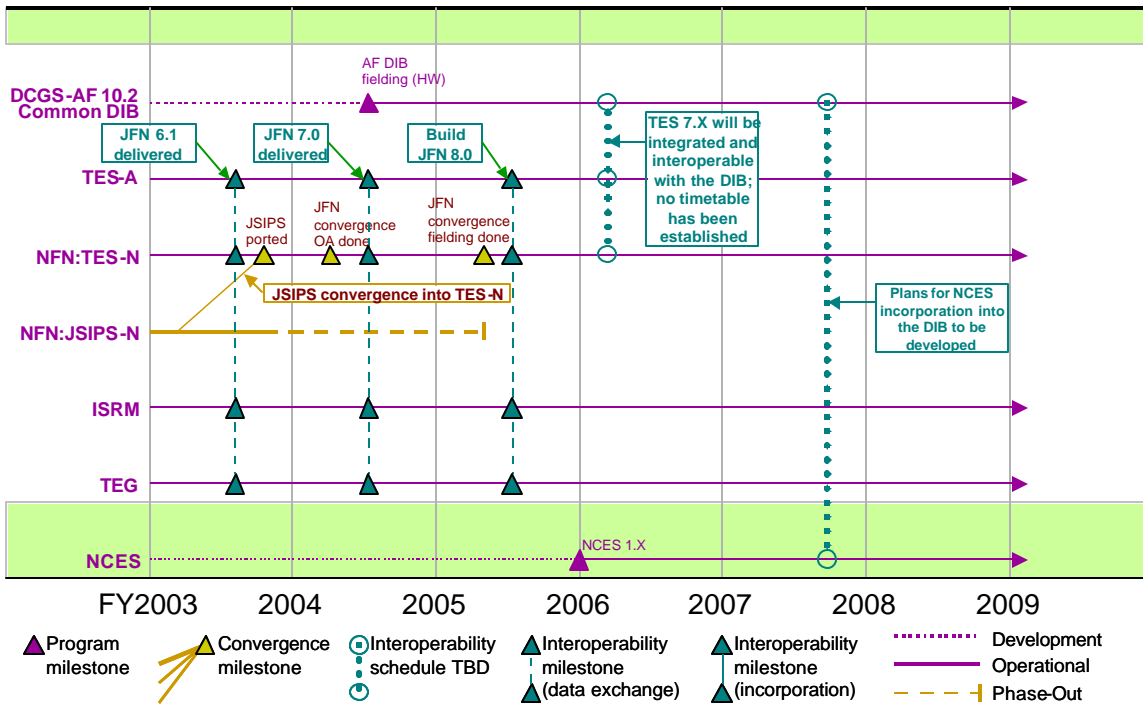 AF DIB
fielding (HW)
DCGS-AF 10.2
Common DIB
JFN 6.1
delivered
JFN 7.0
delivered
Build
JFN 8.0
TES 7.X will be
integrated and
interoperable
with the DIB;
no timetable
has been
established
TES-A
JSIPS
ported
JFN
convergence
OA done
JFN
convergence
fielding done
NFN:TES-N
JSIPS convergence into TES-N
Plans for NCES
incorporation into
the DIB to be
developed
NFN:JSIPS-N
ISRM
TEG
NCES 1.X
NCES
FY2003 2004 2005 2006 2007 2008 2009
Program
milestone
Convergence
milestone
Interoperability
schedule TBD
Interoperability
milestone
(data exchange)
Interoperability
milestone
(incorporation)
Development
Operational
Phase-Out